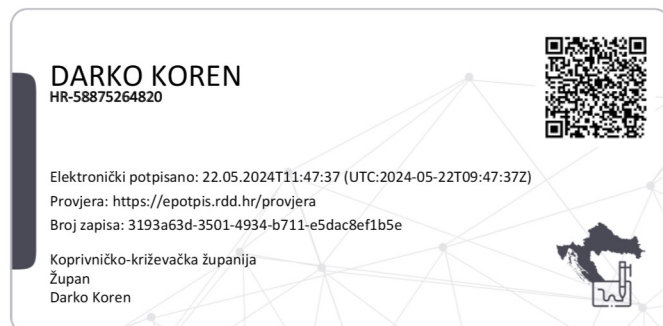 DARKO KOREN
HR-58875264820
Elektronički potpisano: 22.05.2024T11:47:37 (UTC:2024-05-22T09:47:37Z)
Provjera: https://epotpis.rdd.hr/provjera
Broj zapisa: 3193a63d-3501-4934-b711-e5dac8ef1b5e
Koprivničko-križevačka županija
Župan
Darko Koren